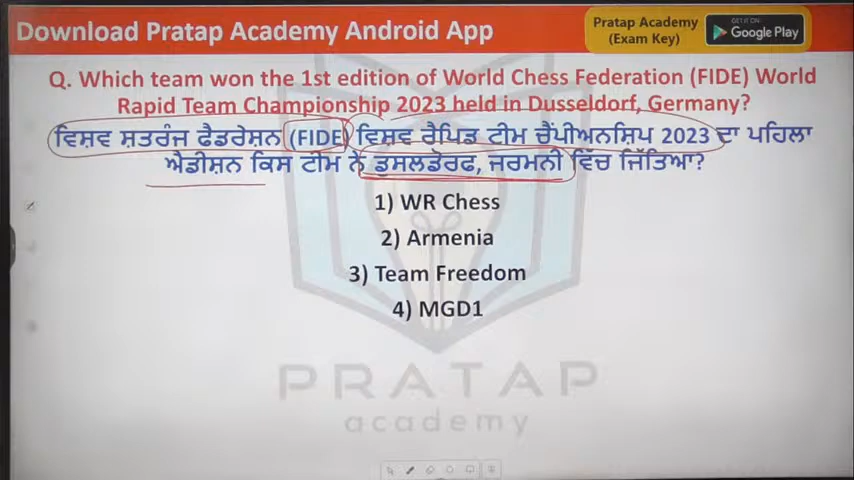 Download Pratap Academy Android App
Pratap Academy
(Exam Key)
GET IT ON
Google Play
Q. Which team won the 1st edition of World Chess Federation (FIDE) World
Rapid Team Championship 2023 held in Dusseldorf, Germany?
ਵਿਸ਼ਵ ਸ਼ਤਰੰਜ ਫੈਡਰੇਸ਼ਨ (FIDE) ਵਿਸ਼ਵ ਰੈਪਿਡ ਟੀਮ ਚੈਂਪੀਅਨਸ਼ਿਪ 2023 ਦਾ ਪਹਿਲਾ
ਐਡੀਸ਼ਨ ਕਿਸ ਟੀਮ ਨੇ ਡੁਸਲਡੋਰਫ, ਜਰਮਨੀ ਵਿੱਚ ਜਿੱਤਿਆ?
1) WR Chess
2) Armenia
3) Team Freedom
4) MGD1
PRATAP
academy